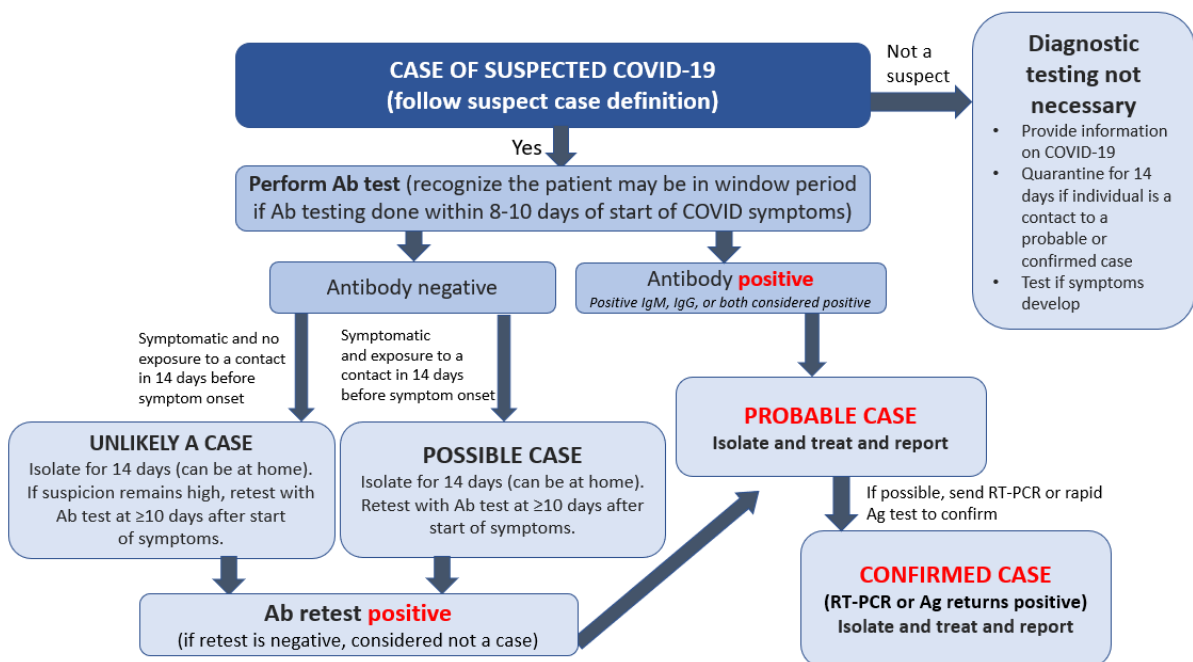 CASE OF SUSPECTED COVID-19
(follow suspect case definition)
Not a
suspect
Diagnostic
testing not
necessary
• Provide information
on COVID-19
• Quarantine for 14
days if individual is a
contact to a
probable or
confirmed case
• Test if symptoms
develop
Yes
Perform Ab test (recognize the patient may be in window period
if Ab testing done within 8-10 days of start of COVID symptoms)
Antibody negative
Antibody positive
Positive IgM, IgG, or both considered positive
Symptomatic and no
exposure to a contact
in 14 days before
symptom onset
Symptomatic
and exposure to a
contact in 14 days
before symptom onset
UNLIKELY A CASE
Isolate for 14 days (can be at home).
If suspicion remains high, retest with
Ab test at ≥10 days after start
of symptoms.
POSSIBLE CASE
Isolate for 14 days (can be at home).
Retest with Ab test at ≥10 days after
start of symptoms.
PROBABLE CASE
Isolate and treat and report
If possible, send RT-PCR or rapid
Ag test to confirm
Ab retest positive
(if retest is negative, considered not a case)
CONFIRMED CASE
(RT-PCR or Ag returns positive)
Isolate and treat and report